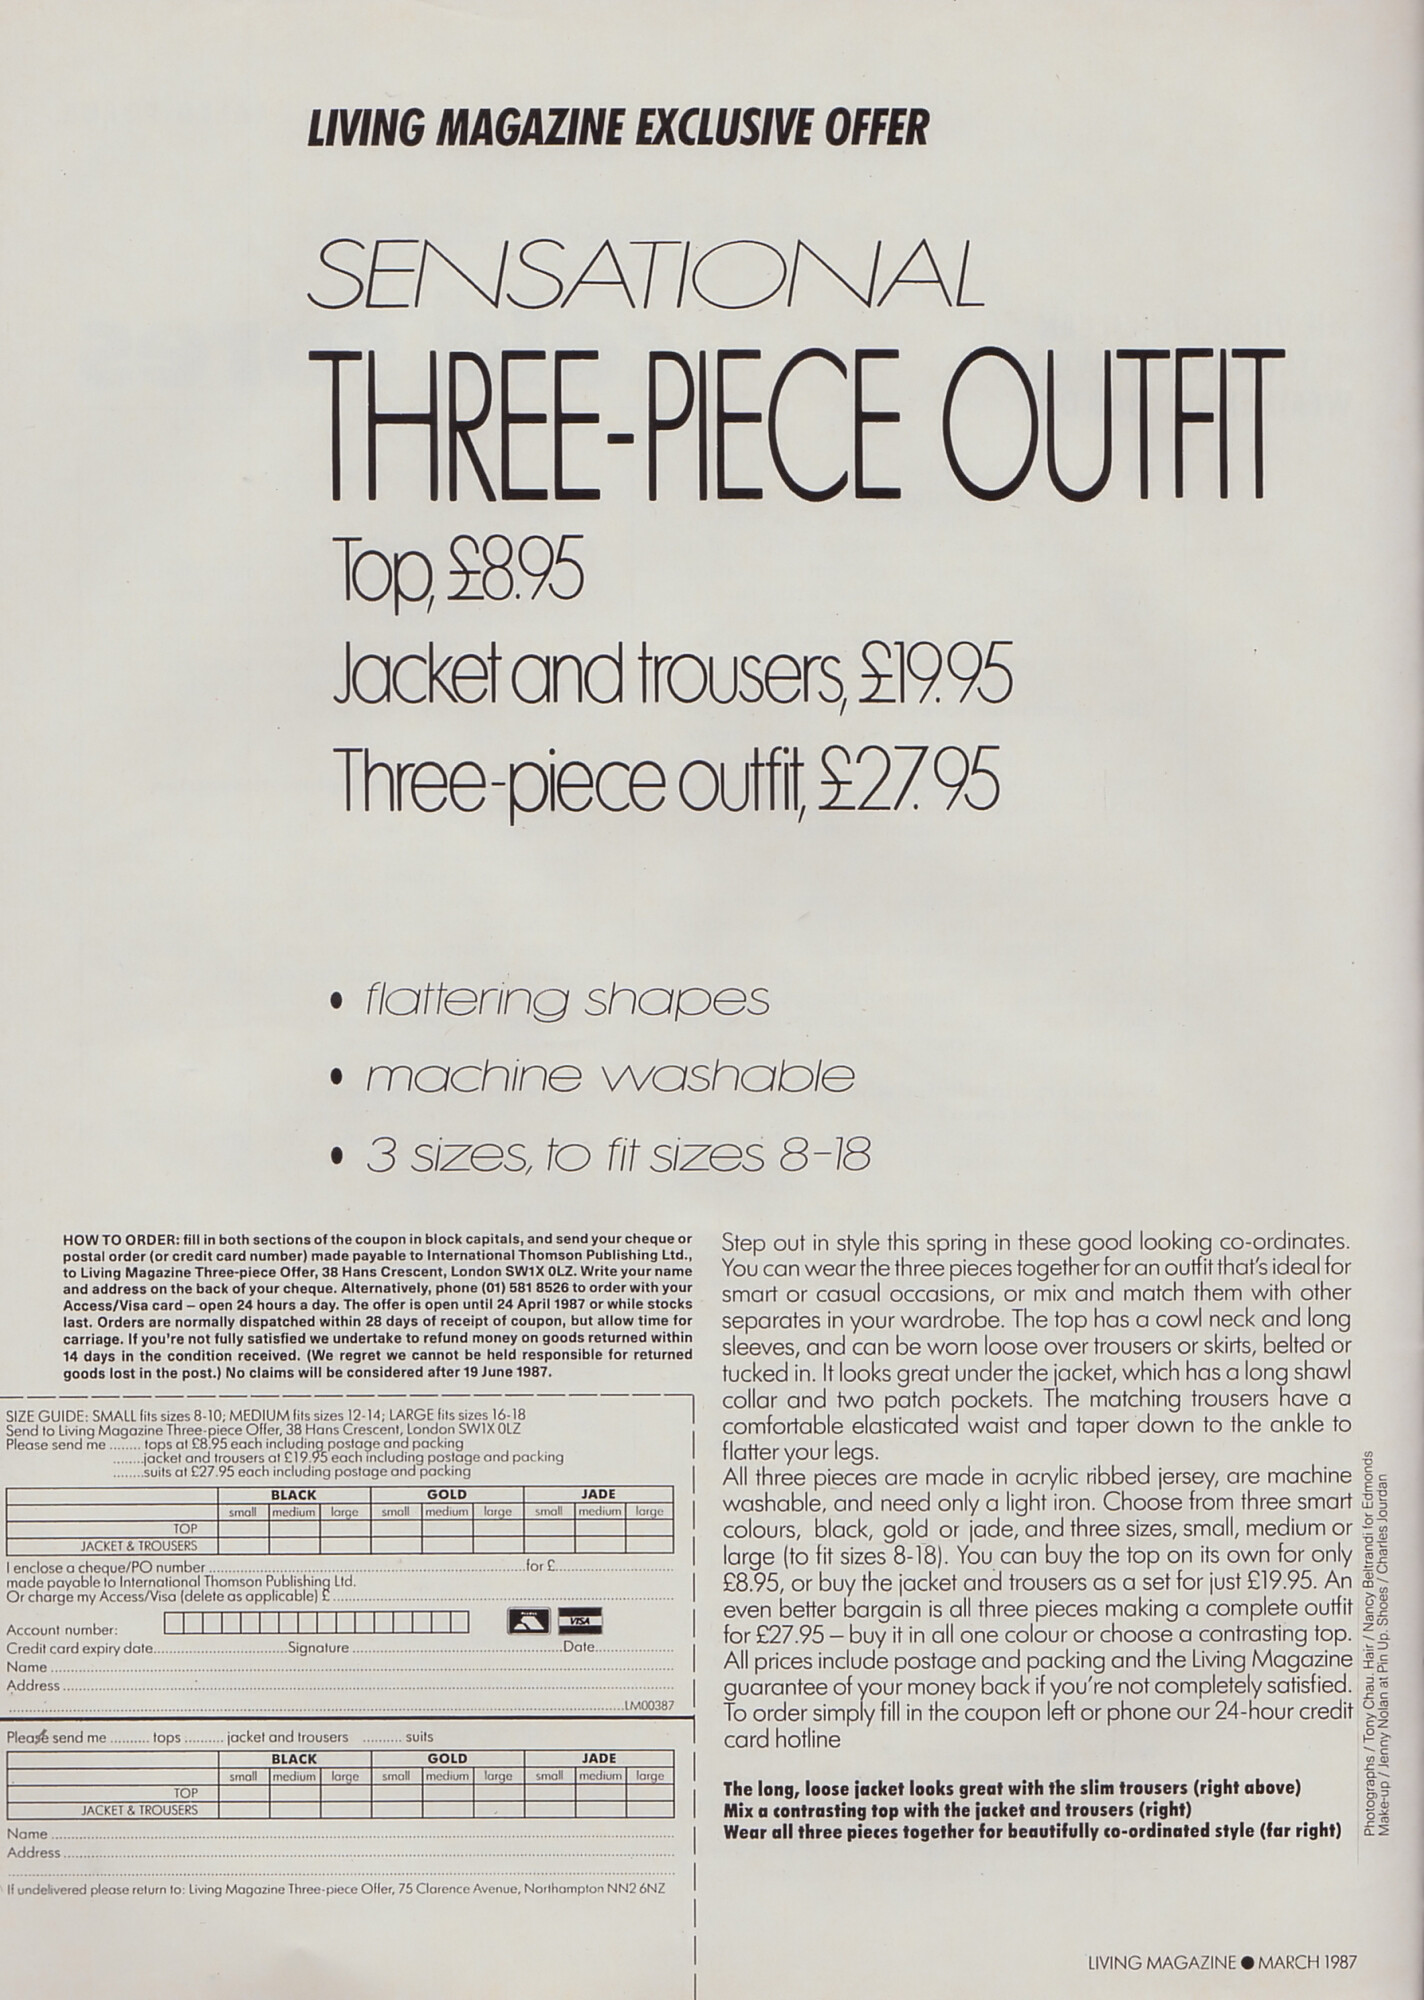 LIVING MAGAZINE EXCLUSIVE OFFER
SENSATIONAL
THREE-PIECE OUTFIT
Top, £8.95
Jacket and trousers, £19.95
Three-piece outfit, £27.95
• flattering shapes
• machine washable
• 3 sizes, to fit sizes 8-18
HOW TO ORDER: fill in both sections of the coupon in block capitals, and send your cheque or
postal order (or credit card number) made payable to International Thomson Publishing Ltd.,
to Living Magazine Three-piece Offer, 38 Hans Crescent, London SW1X 0LZ. Write your name
and address on the back of your cheque. Alternatively, phone (01) 581 8526 to order with your
Access/Visa card – open 24 hours a day. The offer is open until 24 April 1987 or while stocks
last. Orders are normally dispatched within 28 days of receipt of coupon, but allow time for
carriage. If you're not fully satisfied we undertake to refund money on goods returned within
14 days in the condition received. (We regret we cannot be held responsible for returned
goods lost in the post.) No claims will be considered after 19 June 1987.
SIZE GUIDE: SMALL fits sizes 8-10; MEDIUM fits sizes 12-14; LARGE fits sizes 16-18
Send to Living Magazine Three-piece Offer, 38 Hans Crescent, London SW1X 0LZ
Please send me ........ tops at £8.95 each including postage and packing
........jacket and trousers at £19.95 each including postage and packing
........suits at £27.95 each including postage and packing
BLACK GOLD JADE
small medium large small medium large small medium large
TOP
JACKET & TROUSERS
I enclose a cheque/PO number ........ for £........
made payable to International Thomson Publishing Ltd.
Or charge my Access/Visa (delete as applicable) £........
Account number: VISA
Credit card expiry date........Signature ........Date........
Name ........
Address........
........LM00387
Please send me .......... tops .......... jacket and trousers .......... suits
BLACK GOLD JADE
small medium large small medium large small medium large
TOP
JACKET & TROUSERS
Name ........
Address........
If undelivered please return to: Living Magazine Three-piece Offer, 75 Clarence Avenue, Northampton NN2 6NZ
Step out in style this spring in these good looking co-ordinates.
You can wear the three pieces together for an outfit that's ideal for
smart or casual occasions, or mix and match them with other
separates in your wardrobe. The top has a cowl neck and long
sleeves, and can be worn loose over trousers or skirts, belted or
tucked in. It looks great under the jacket, which has a long shawl
collar and two patch pockets. The matching trousers have a
comfortable elasticated waist and taper down to the ankle to
flatter your legs.
All three pieces are made in acrylic ribbed jersey, are machine
washable, and need only a light iron. Choose from three smart
colours, black, gold or jade, and three sizes, small, medium or
large (to fit sizes 8-18). You can buy the top on its own for only
£8.95, or buy the jacket and trousers as a set for just £19.95. An
even better bargain is all three pieces making a complete outfit
for £27.95 – buy it in all one colour or choose a contrasting top.
All prices include postage and packing and the Living Magazine
guarantee of your money back if you're not completely satisfied.
To order simply fill in the coupon left or phone our 24-hour credit
card hotline
The long, loose jacket looks great with the slim trousers (right above)
Mix a contrasting top with the jacket and trousers (right)
Wear all three pieces together for beautifully co-ordinated style (far right)
Photographs / Tony Chau. Hair / Nancy Beltrandi for Edmonds
Make-up / Jenny Nolan at Pin Up. Shoes / Charles Jourdan
LIVING MAGAZINE ● MARCH 1987